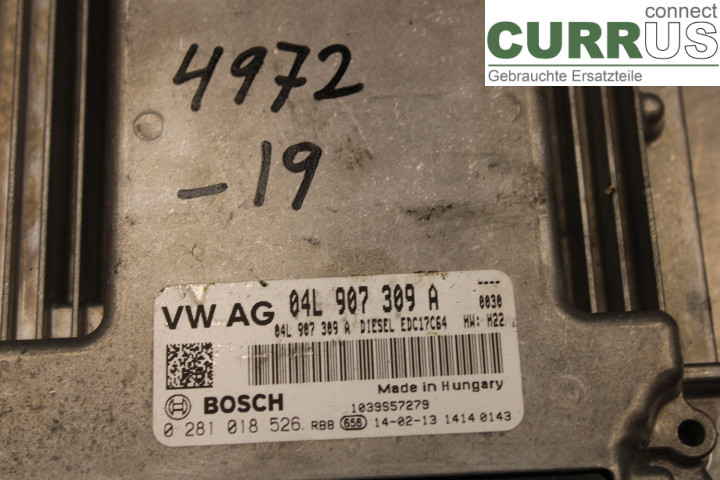 connect
CURRUS
Gebrauchte Ersatzteile
4972
-19
VW AG 04L 907 309 A ----
0030
04L 907 309 A DIESEL EDC17C64 HW: H22
Made in Hungary
BOSCH 1039S57279
0 281 018 526 RBB 656 14-02-13 1414 0143